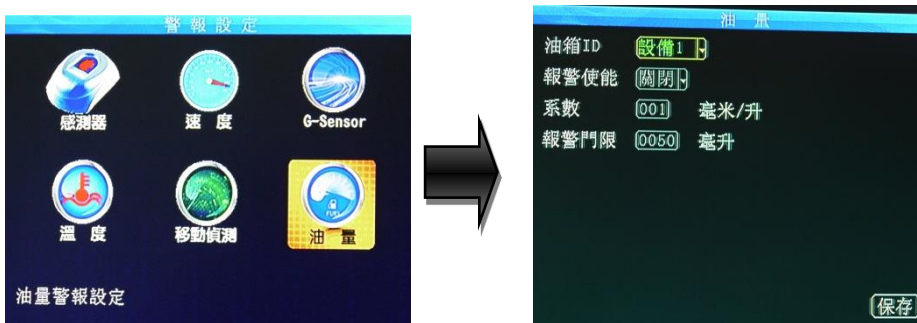 警報設定
感測器
速 度
G-Sensor
溫 度
移動偵測
FUEL
油 量
油量警報設定
油 量
油箱ID 設備1
報警使能 關閉
系數 001 毫米/升
報警門限 0050 毫升
保存